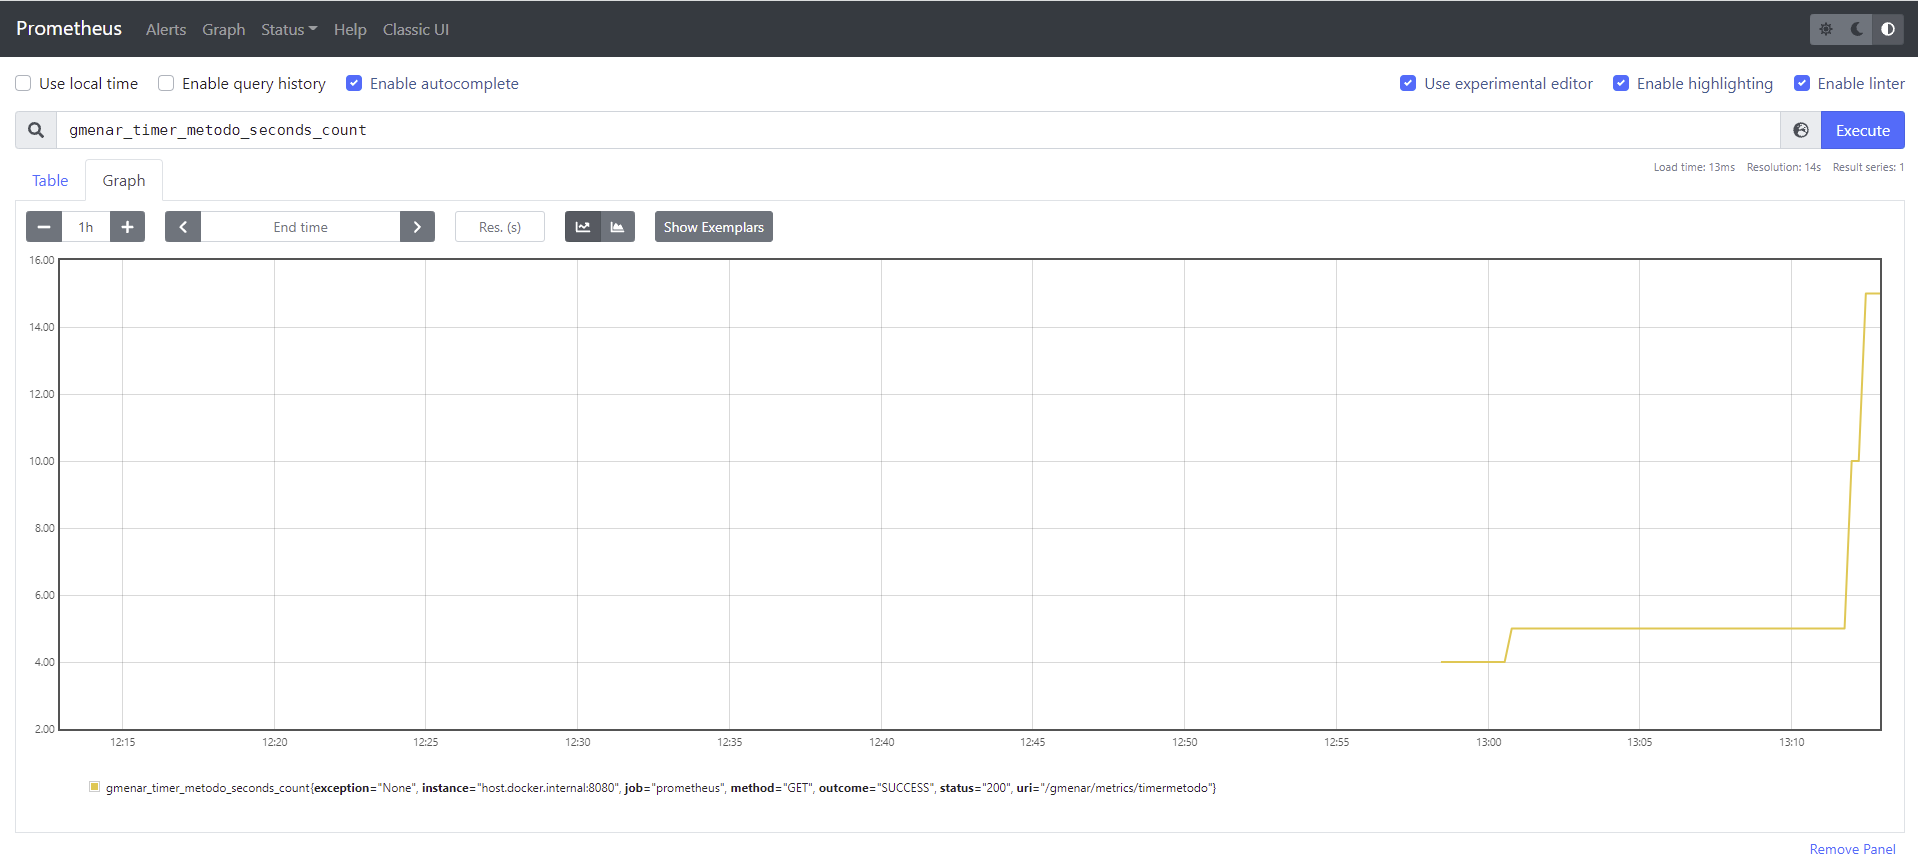 Prometheus Alerts Graph Status Help Classic UI
Use local time Enable query history Enable autocomplete Use experimental editor Enable highlighting Enable linter
gmenar_timer_metodo_seconds_count Execute
Load time: 13ms Resolution: 14s Result series: 1
Table Graph
1h End time Res. (s) Show Exemplars
16.00
14.00
12.00
10.00
8.00
6.00
4.00
2.00
12:15 12:20 12:25 12:30 12:35 12:40 12:45 12:50 12:55 13:00 13:05 13:10
gmenar_timer_metodo_seconds_count{exception="None", instance="host.docker.internal:8080", job="prometheus", method="GET", outcome="SUCCESS", status="200", uri="/gmenar/metrics/timermetodo"}
Remove Panel